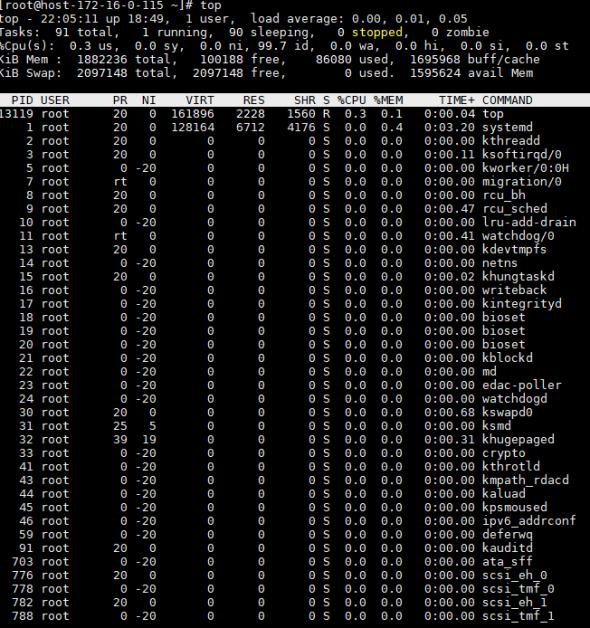 [root@host-172-16-0-115 ~]# top
top - 22:05:11 up 18:49,  1 user,  load average: 0.00, 0.01, 0.05
Tasks:  91 total,   1 running,  90 sleeping,   0 stopped,   0 zombie
%Cpu(s):  0.3 us,  0.0 sy,  0.0 ni, 99.7 id,  0.0 wa,  0.0 hi,  0.0 si,  0.0 st
KiB Mem :  1882236 total,   100188 free,    86080 used,  1695968 buff/cache
KiB Swap:  2097148 total,  2097148 free,        0 used.  1595624 avail Mem
PID USER      PR  NI    VIRT    RES    SHR S %CPU %MEM     TIME+ COMMAND
13119 root      20   0  161896   2228   1560 R  0.3  0.1   0:00.04 top
1 root      20   0  128164   6712   4176 S  0.0  0.4   0:03.20 systemd
2 root      20   0       0      0      0 S  0.0  0.0   0:00.00 kthreadd
3 root      20   0       0      0      0 S  0.0  0.0   0:00.11 ksoftirqd/0
5 root       0 -20       0      0      0 S  0.0  0.0   0:00.00 kworker/0:0H
7 root      rt   0       0      0      0 S  0.0  0.0   0:00.00 migration/0
8 root      20   0       0      0      0 S  0.0  0.0   0:00.00 rcu_bh
9 root      20   0       0      0      0 S  0.0  0.0   0:00.47 rcu_sched
10 root       0 -20       0      0      0 S  0.0  0.0   0:00.00 lru-add-drain
11 root      rt   0       0      0      0 S  0.0  0.0   0:00.41 watchdog/0
13 root      20   0       0      0      0 S  0.0  0.0   0:00.00 kdevtmpfs
14 root       0 -20       0      0      0 S  0.0  0.0   0:00.00 netns
15 root      20   0       0      0      0 S  0.0  0.0   0:00.02 khungtaskd
16 root       0 -20       0      0      0 S  0.0  0.0   0:00.00 writeback
17 root       0 -20       0      0      0 S  0.0  0.0   0:00.00 kintegrityd
18 root       0 -20       0      0      0 S  0.0  0.0   0:00.00 bioset
19 root       0 -20       0      0      0 S  0.0  0.0   0:00.00 bioset
20 root       0 -20       0      0      0 S  0.0  0.0   0:00.00 bioset
21 root       0 -20       0      0      0 S  0.0  0.0   0:00.00 kblockd
22 root       0 -20       0      0      0 S  0.0  0.0   0:00.00 md
23 root       0 -20       0      0      0 S  0.0  0.0   0:00.00 edac-poller
24 root       0 -20       0      0      0 S  0.0  0.0   0:00.00 watchdogd
30 root      20   0       0      0      0 S  0.0  0.0   0:00.68 kswapd0
31 root      25   5       0      0      0 S  0.0  0.0   0:00.00 ksmd
32 root      39  19       0      0      0 S  0.0  0.0   0:00.31 khugepaged
33 root       0 -20       0      0      0 S  0.0  0.0   0:00.00 crypto
41 root       0 -20       0      0      0 S  0.0  0.0   0:00.00 kthrotld
43 root       0 -20       0      0      0 S  0.0  0.0   0:00.00 kmpath_rdacd
44 root       0 -20       0      0      0 S  0.0  0.0   0:00.00 kaluad
45 root       0 -20       0      0      0 S  0.0  0.0   0:00.00 kpsmoused
46 root       0 -20       0      0      0 S  0.0  0.0   0:00.00 ipv6_addrconf
59 root       0 -20       0      0      0 S  0.0  0.0   0:00.00 deferwq
91 root      20   0       0      0      0 S  0.0  0.0   0:00.00 kauditd
703 root       0 -20       0      0      0 S  0.0  0.0   0:00.00 ata_sff
776 root      20   0       0      0      0 S  0.0  0.0   0:00.00 scsi_eh_0
778 root       0 -20       0      0      0 S  0.0  0.0   0:00.00 scsi_tmf_0
782 root      20   0       0      0      0 S  0.0  0.0   0:00.00 scsi_eh_1
788 root       0 -20       0      0      0 S  0.0  0.0   0:00.00 scsi_tmf_1